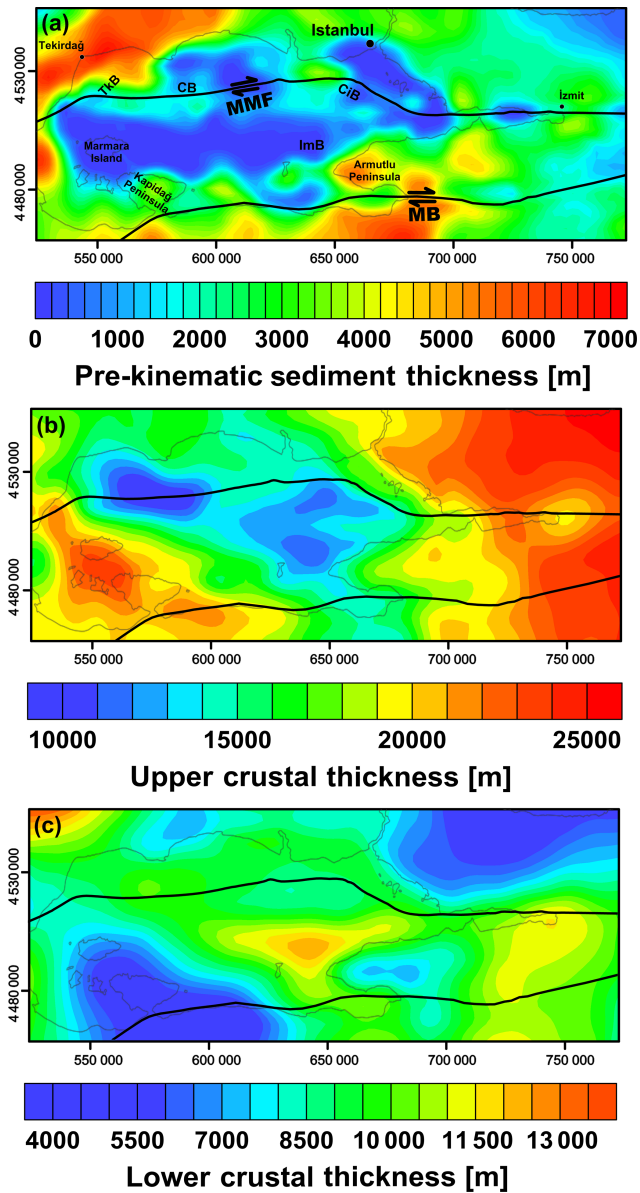 (a)
Istanbul
Tekirdağ
TkB
CB
MMF
CiB
İzmit
Marmara
Island
ImB
Kapidağ
Peninsula
Armutlu
Peninsula
MB
4 530 000
4 480 000
550 000 600 000 650 000 700 000 750 000
0 1000 2000 3000 4000 5000 6000 7000
Pre-kinematic sediment thickness [m]
(b)
4 530 000
4 480 000
550 000 600 000 650 000 700 000 750 000
10000 15000 20000 25000
Upper crustal thickness [m]
(c)
4 530 000
4 480 000
550 000 600 000 650 000 700 000 750 000
4000 5500 7000 8500 10 000 11 500 13 000
Lower crustal thickness [m]